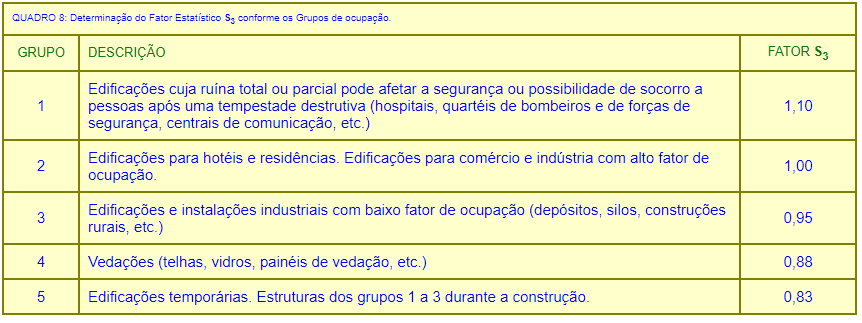 QUADRO 8: Determinação do Fator Estatístico S3 conforme os Grupos de ocupação.
GRUPO DESCRIÇÃO FATOR S3
1 Edificações cuja ruína total ou parcial pode afetar a segurança ou possibilidade de socorro a
pessoas após uma tempestade destrutiva (hospitais, quartéis de bombeiros e de forças de
segurança, centrais de comunicação, etc.) 1,10
2 Edificações para hotéis e residências. Edificações para comércio e indústria com alto fator de
ocupação. 1,00
3 Edificações e instalações industriais com baixo fator de ocupação (depósitos, silos, construções
rurais, etc.) 0,95
4 Vedações (telhas, vidros, painéis de vedação, etc.) 0,88
5 Edificações temporárias. Estruturas dos grupos 1 a 3 durante a construção. 0,83